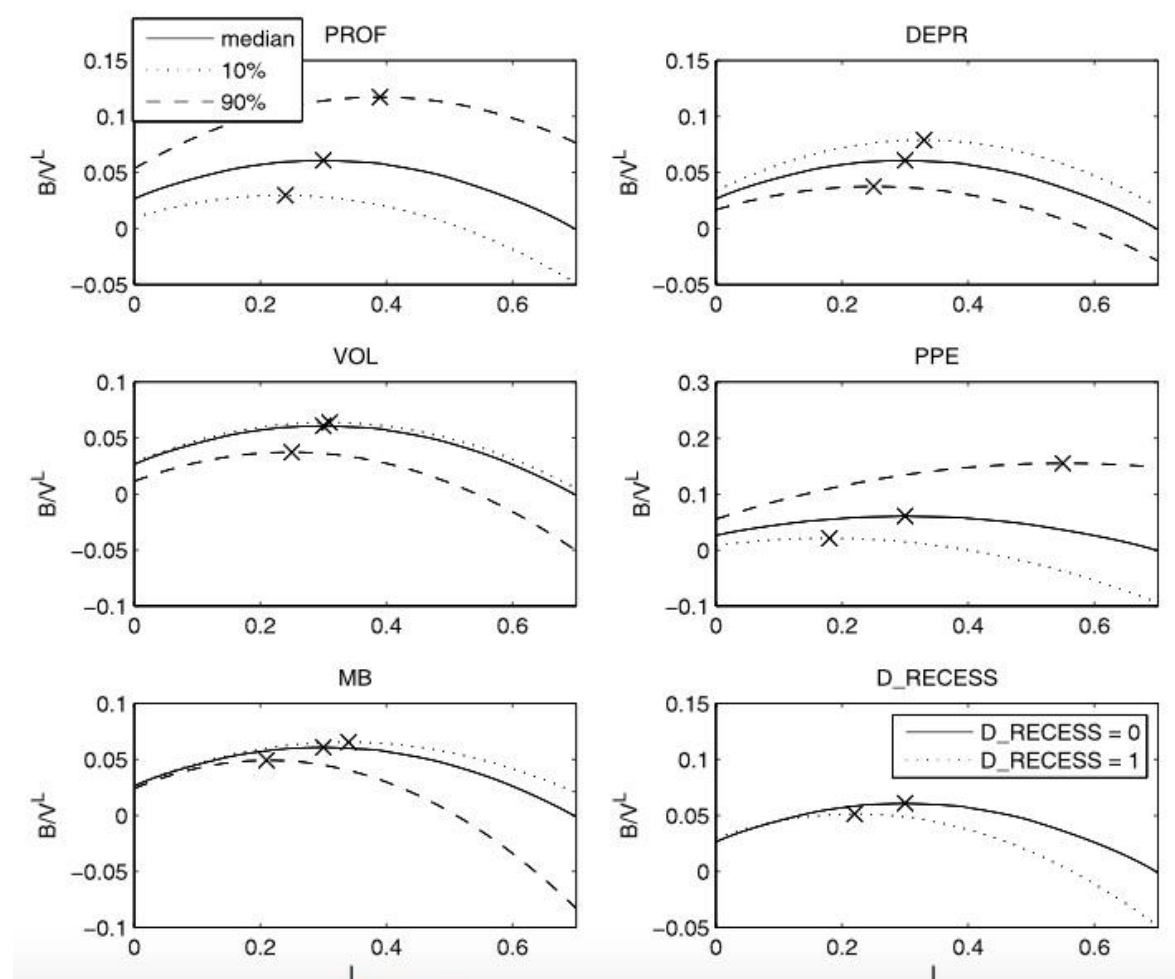 median
10%
90%
PROF
0.15
0.1
0.05
0
−0.05
B/V^L
0 0.2 0.4 0.6
DEPR
0.15
0.1
0.05
0
−0.05
B/V^L
0 0.2 0.4 0.6
VOL
0.1
0.05
0
−0.05
−0.1
B/V^L
0 0.2 0.4 0.6
PPE
0.3
0.2
0.1
0
−0.1
B/V^L
0 0.2 0.4 0.6
MB
0.1
0.05
0
−0.05
−0.1
B/V^L
0 0.2 0.4 0.6
D_RECESS
D_RECESS = 0
D_RECESS = 1
0.15
0.1
0.05
0
−0.05
B/V^L
0 0.2 0.4 0.6